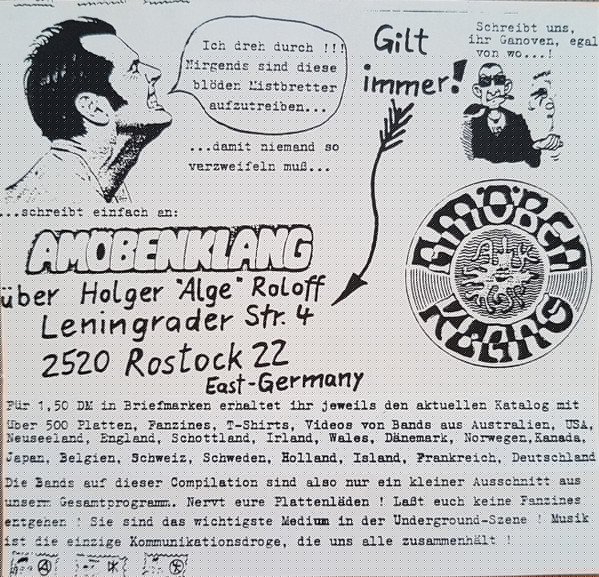 Ich dreh durch !!!
Nirgends sind diese
blöden Mistbretter
aufzutreiben...
Gilt
immer!
Schreibt uns,
ihr Ganoven, egal
von wo...!
...damit niemand so
verzweifeln muß...
...schreibt einfach an:
AMÖBENKLANG
über Holger "Alge" Roloff
Leningrader Str. 4
2520 Rostock 22
East-Germany
AMÖBEN
KLANG
Für 1,50 DM in Briefmarken erhaltet ihr jeweils den aktuellen Katalog mit
über 500 Platten, Fanzines, T-Shirts, Videos von Bands aus Australien, USA,
Neuseeland, England, Schottland, Irland, Wales, Dänemark, Norwegen,Kanada,
Japan, Belgien, Schweiz, Schweden, Holland, Island, Frankreich, Deutschland
Die Bands auf dieser Compilation sind also nur ein kleiner Ausschnitt aus
unserm Gesamtprogramm. Nervt eure Plattenläden ! Laßt euch keine Fanzines
entgehen ! Sie sind das wichtigste Medium in der Underground-Szene ! Musik
ist die einzige Kommunikationsdroge, die uns alle zusammenhält !